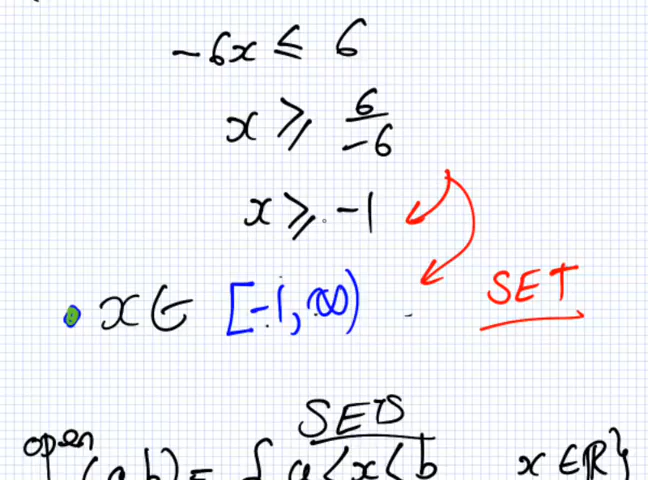 -6x ≤ 6
x ≥ 6/-6
x ≥ -1
x ∈ [-1, ∞)
SET
SETS
open (a, b) = { a < x < b x ∈ ℝ}